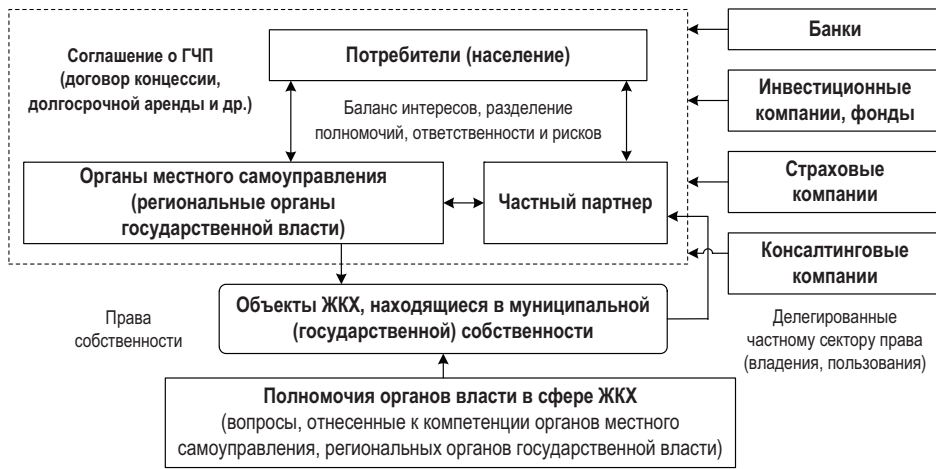 Соглашение о ГЧП
(договор концессии,
долгосрочной аренды и др.)
Потребители (население)
Баланс интересов, разделение
полномочий, ответственности и рисков
Органы местного самоуправления
(региональные органы
государственной власти)
Частный партнер
Банки
Инвестиционные
компании, фонды
Страховые
компании
Консалтинговые
компании
Права
собственности
Объекты ЖКХ, находящиеся в муниципальной
(государственной) собственности
Делегированные
частному сектору права
(владения, пользования)
Полномочия органов власти в сфере ЖКХ
(вопросы, отнесенные к компетенции органов местного
самоуправления, региональных органов государственной власти)